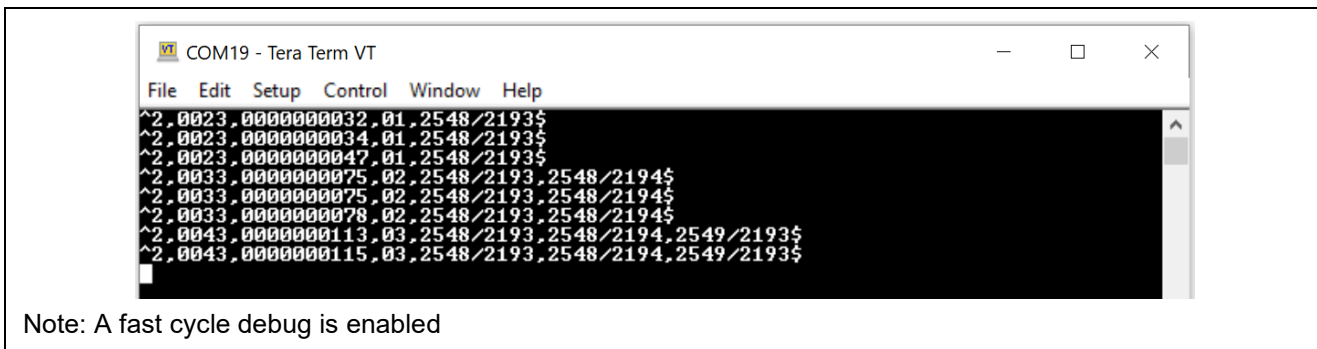 COM19 - Tera Term VT
File Edit Setup Control Window Help
^2,0023,0000000032,01,2548/2193$
^2,0023,0000000034,01,2548/2193$
^2,0023,0000000047,01,2548/2193$
^2,0033,0000000075,02,2548/2193,2548/2194$
^2,0033,0000000075,02,2548/2193,2548/2194$
^2,0033,0000000078,02,2548/2193,2548/2194$
^2,0043,0000000113,03,2548/2193,2548/2194,2549/2193$
^2,0043,0000000115,03,2548/2193,2548/2194,2549/2193$
Note: A fast cycle debug is enabled